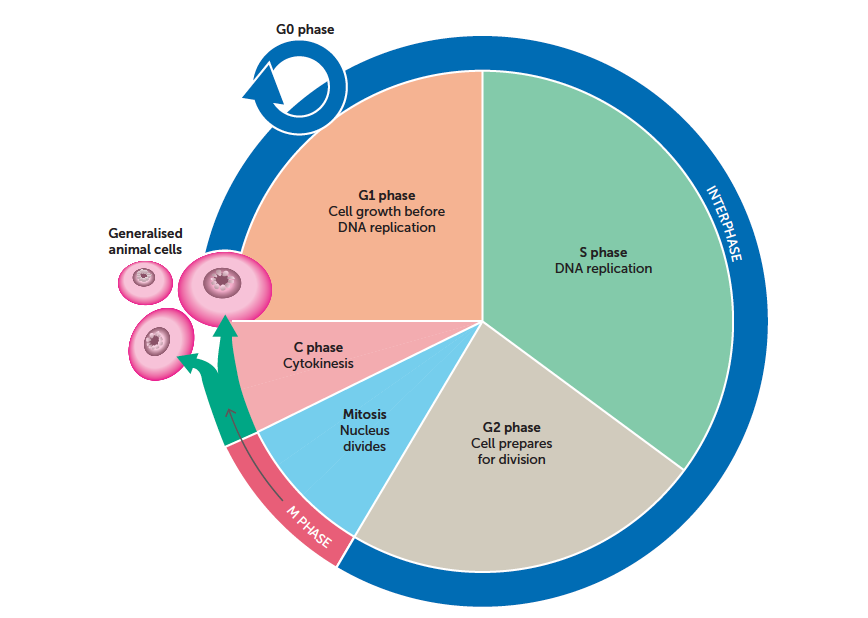 G0 phase
G1 phase
Cell growth before
DNA replication
S phase
DNA replication
INTERPHASE
Generalised
animal cells
C phase
Cytokinesis
Mitosis
Nucleus
divides
G2 phase
Cell prepares
for division
M PHASE